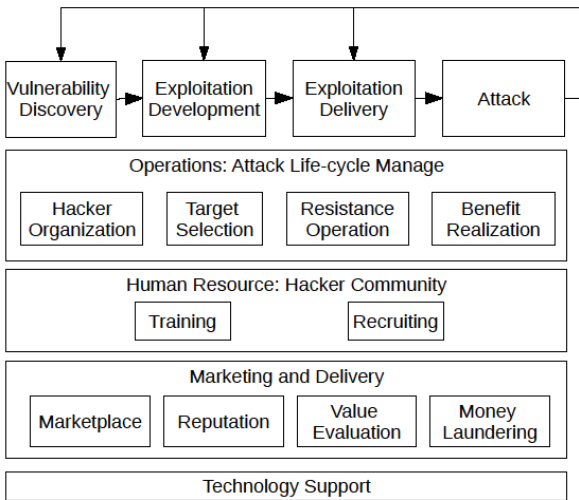 Vulnerability
Discovery
Exploitation
Development
Exploitation
Delivery
Attack
Operations: Attack Life-cycle Manage
Hacker
Organization
Target
Selection
Resistance
Operation
Benefit
Realization
Human Resource: Hacker Community
Training
Recruiting
Marketing and Delivery
Marketplace
Reputation
Value
Evaluation
Money
Laundering
Technology Support